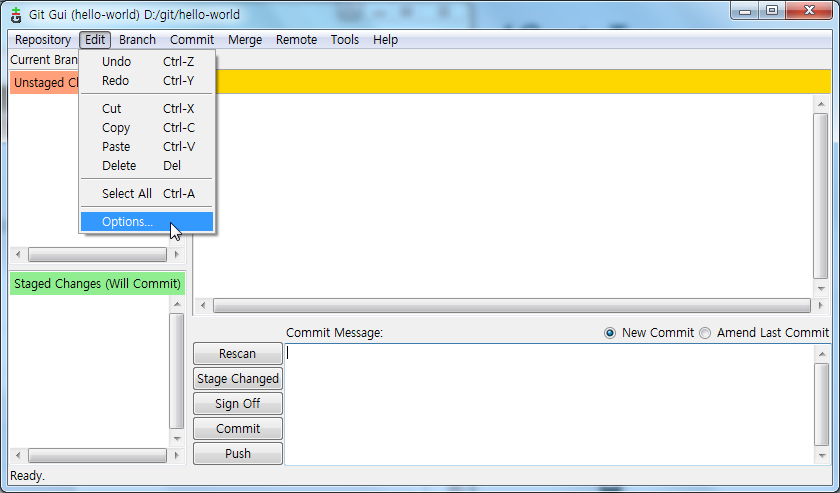 Git Gui (hello-world) D:/git/hello-world
Repository Edit Branch Commit Merge Remote Tools Help
Current Bran
Unstaged C
Undo Ctrl-Z
Redo Ctrl-Y
Cut Ctrl-X
Copy Ctrl-C
Paste Ctrl-V
Delete Del
Select All Ctrl-A
Options...
Staged Changes (Will Commit)
Commit Message: New Commit Amend Last Commit
Rescan
Stage Changed
Sign Off
Commit
Push
Ready.